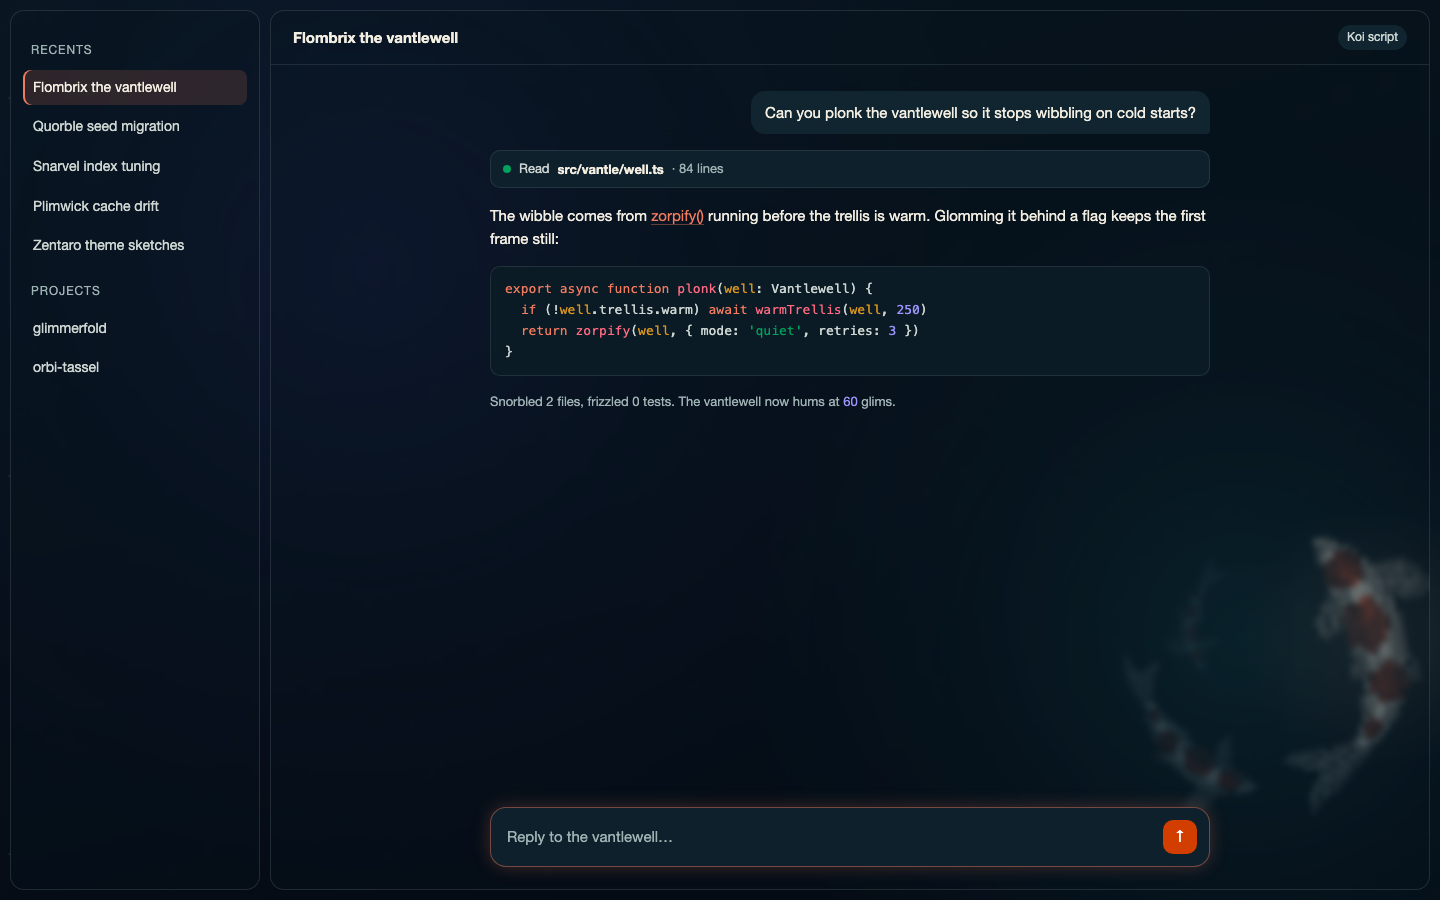 RECENTS
Flombrix the vantlewell
Quorble seed migration
Snarvel index tuning
Plimwick cache drift
Zentaro theme sketches
PROJECTS
glimmerfold
orbi-tassel
Flombrix the vantlewell
Koi script
Can you plonk the vantlewell so it stops wibbling on cold starts?
Read src/vantle/well.ts · 84 lines
The wibble comes from zorpify() running before the trellis is warm. Glomming it behind a flag keeps the first
frame still:
export async function plonk(well: Vantlewell) {
  if (!well.trellis.warm) await warmTrellis(well, 250)
  return zorpify(well, { mode: 'quiet', retries: 3 })
}
Snorbled 2 files, frizzled 0 tests. The vantlewell now hums at 60 glims.
Reply to the vantlewell...
↑